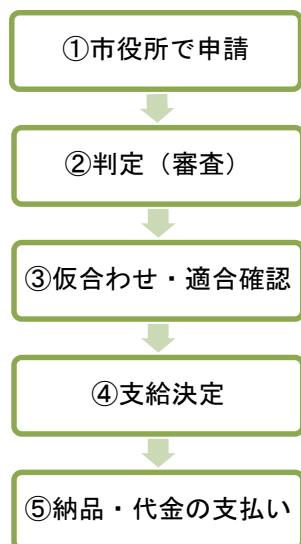 ①市役所で申請
②判定（審査）
③仮合わせ・適合確認
④支給決定
⑤納品・代金の支払い